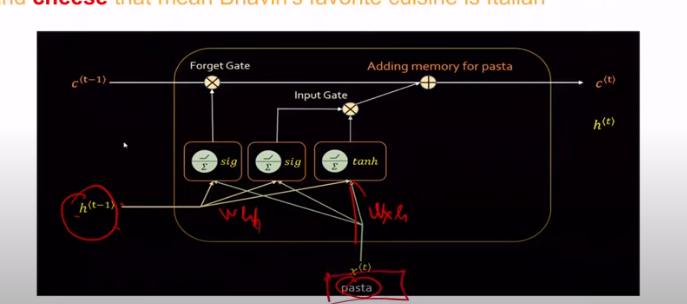 and cheese that mean Bhavin's favorite cuisine is Italian
Forget Gate
Adding memory for pasta
c⟨t−1⟩
c⟨t⟩
Input Gate
h⟨t⟩
sig
sig
tanh
h⟨t−1⟩
x⟨t⟩
pasta